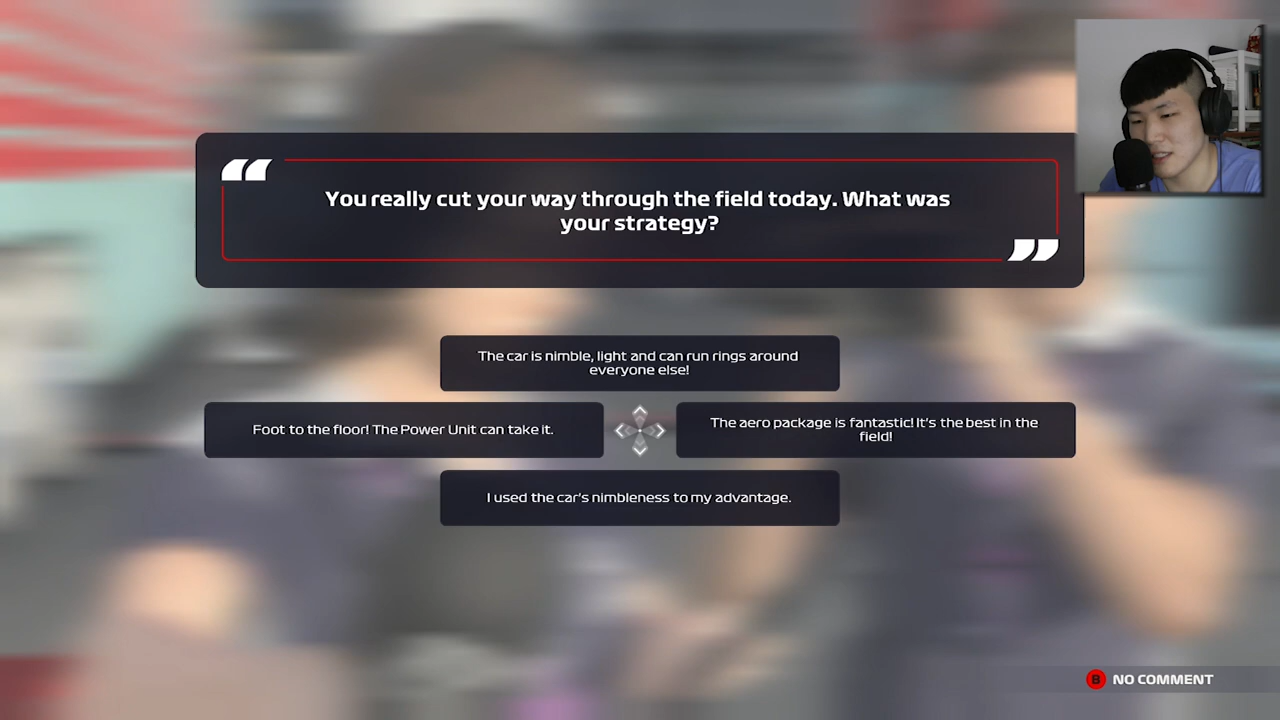 You really cut your way through the field today. What was
your strategy?
The car is nimble, light and can run rings around
everyone else!
Foot to the floor! The Power Unit can take it.
The aero package is fantastic! It's the best in the
field!
I used the car's nimbleness to my advantage.
B NO COMMENT